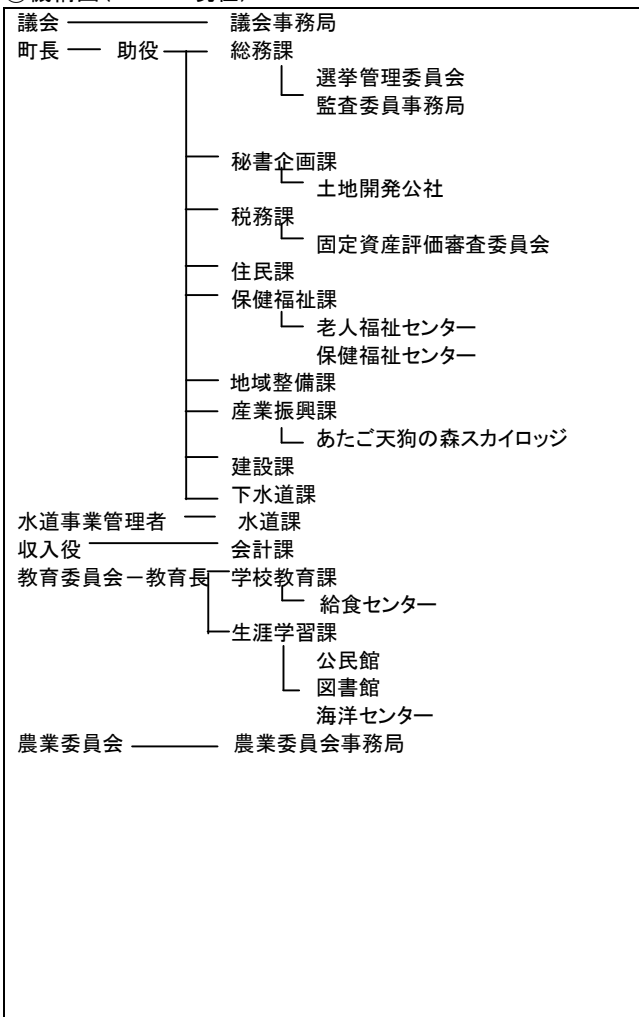 議会 議会事務局
町長 助役 総務課
選挙管理委員会
監査委員事務局
秘書企画課
土地開発公社
税務課
固定資産評価審査委員会
住民課
保健福祉課
老人福祉センター
保健福祉センター
地域整備課
産業振興課
あたご天狗の森スカイロッジ
建設課
下水道課
水道事業管理者 水道課
収入役 会計課
教育委員会－教育長 学校教育課
給食センター
生涯学習課
公民館
図書館
海洋センター
農業委員会 農業委員会事務局